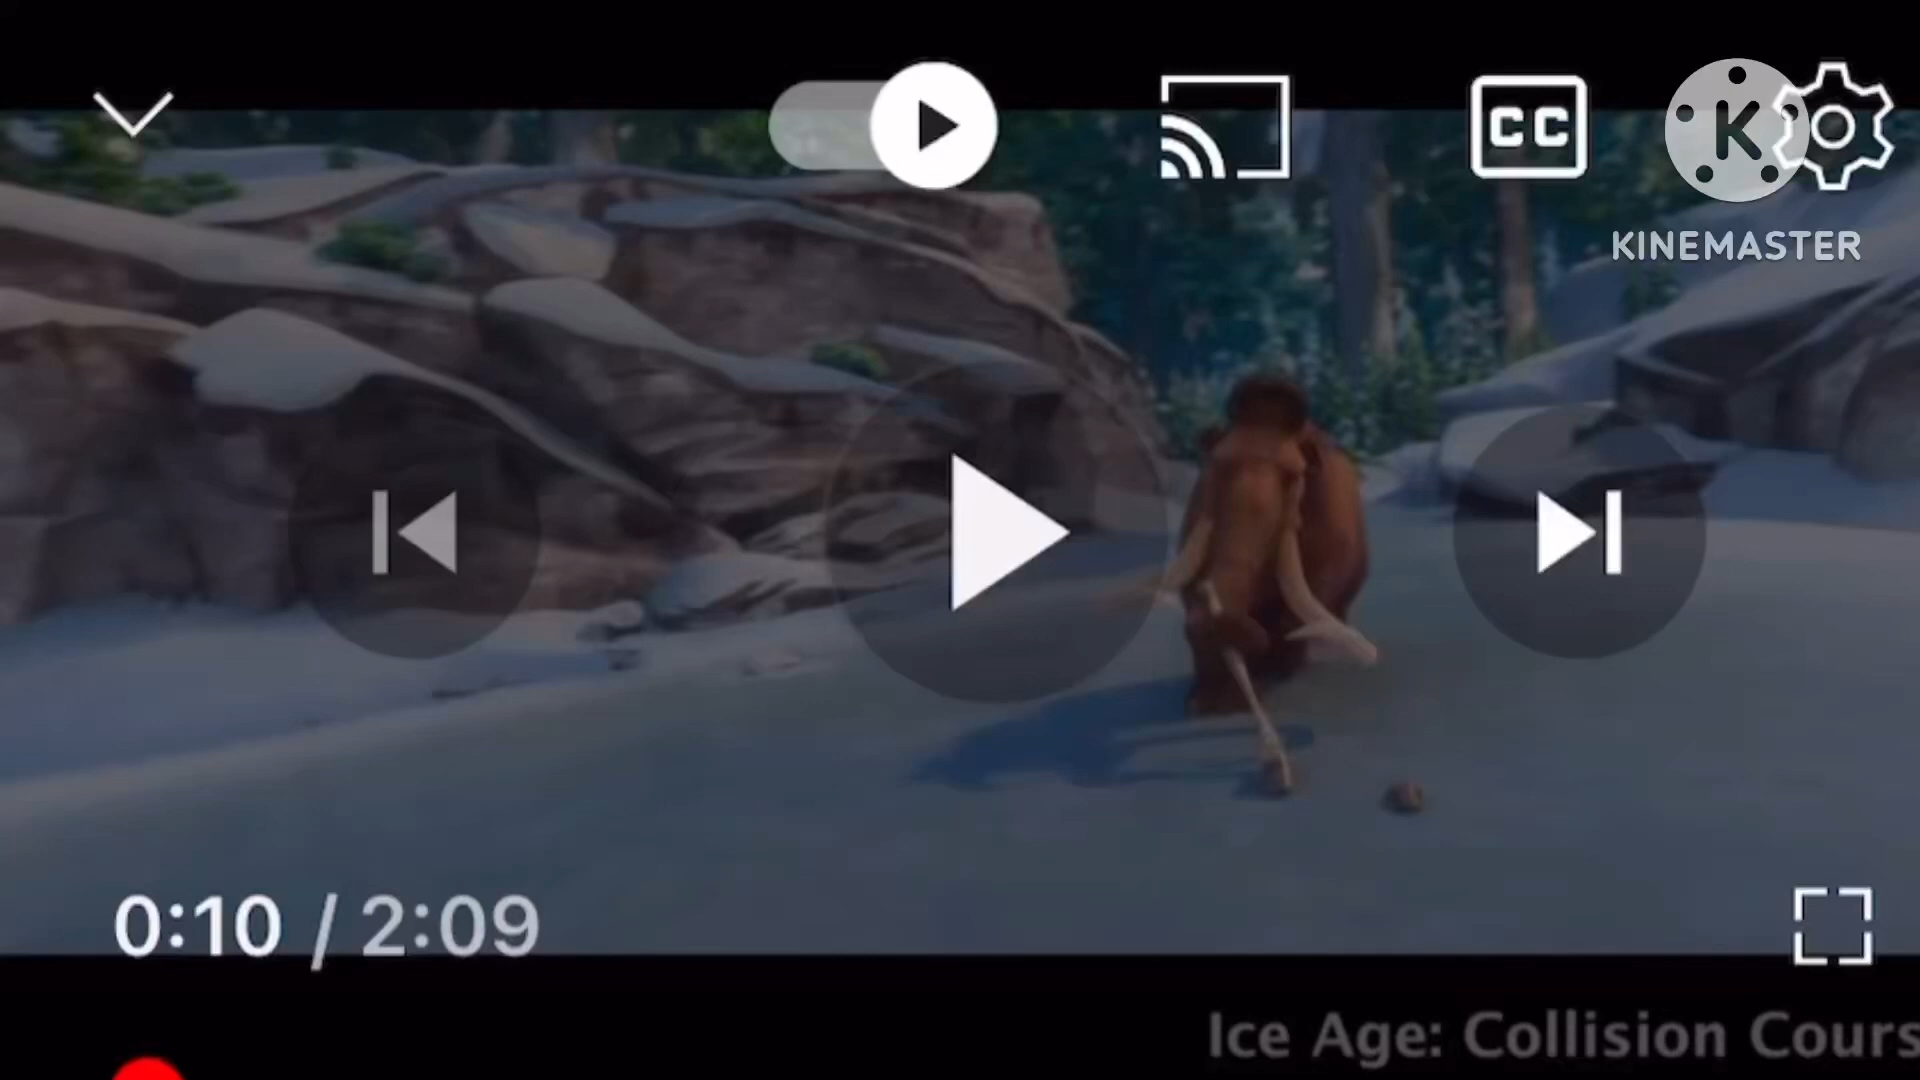 CC
K
KINEMASTER
0:10 / 2:09
Ice Age: Collision Cours